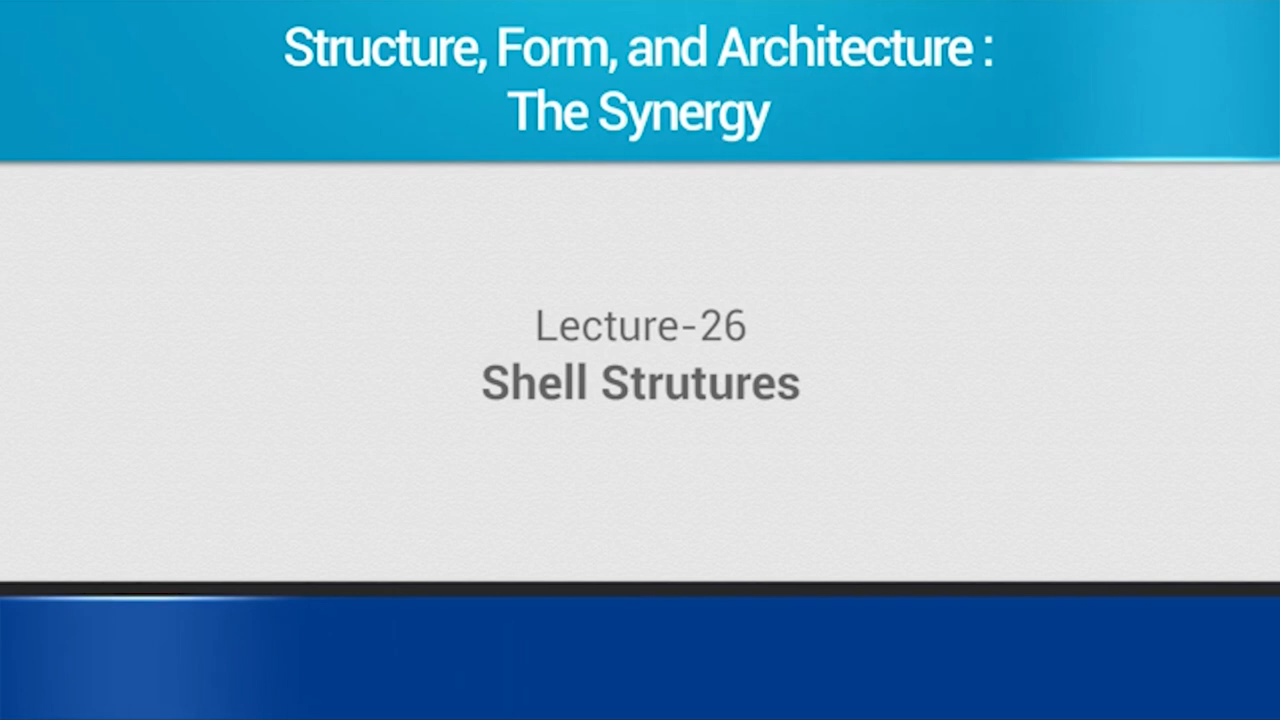 Structure, Form, and Architecture :
The Synergy
Lecture-26
Shell Strutures